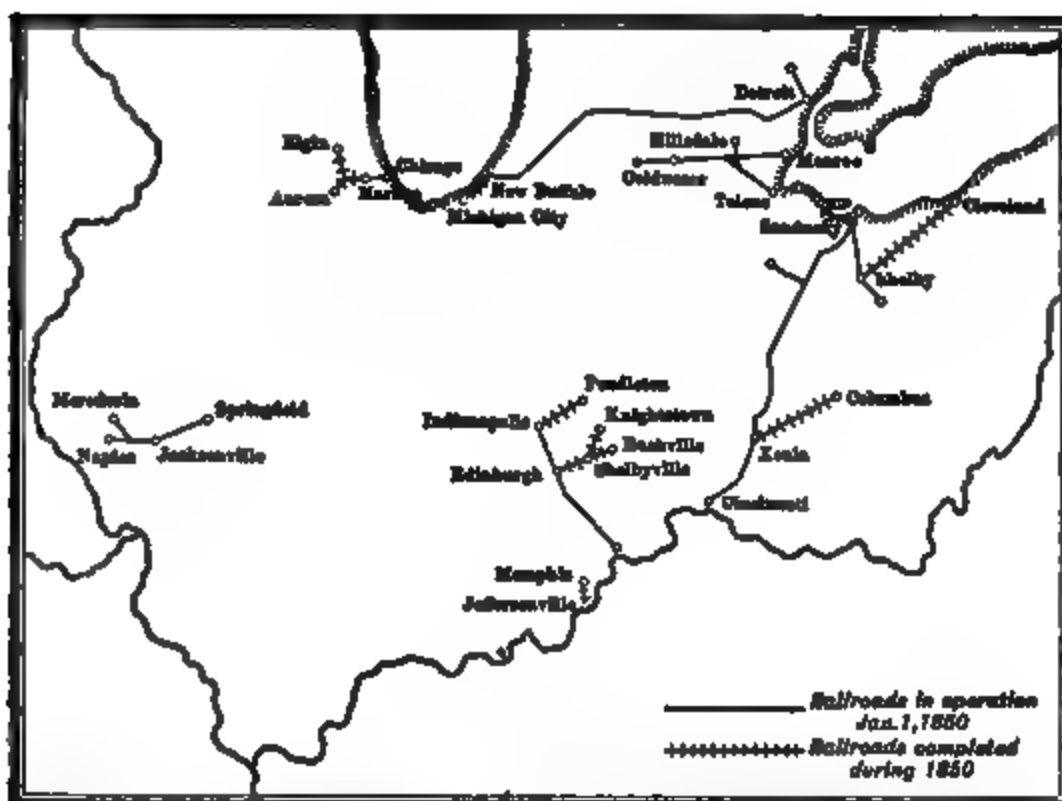 Detroit
Hillsdale
Monroe
Coldwater
Elgin
Chicago
Aurora
New Buffalo
Michigan City
Toledo
Cleveland
Shelby
Pendleton
Springfield
Knightstown
Columbus
Indianapolis
Rushville
Naples
Jacksonville
Edinburgh
Shelbyville
Xenia
Cincinnati
Memphis
Jeffersonville
Railroads in operation
Jan. 1, 1850
Railroads completed
during 1850